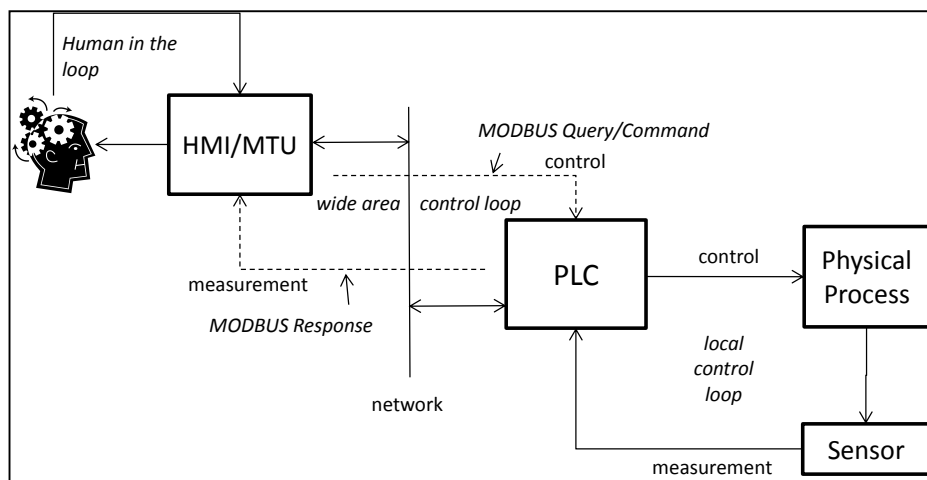 Human in the
loop
HMI/MTU
MODBUS Query/Command
control
wide area control loop
PLC
control
Physical
Process
measurement
MODBUS Response
local
control
loop
network
Sensor
measurement